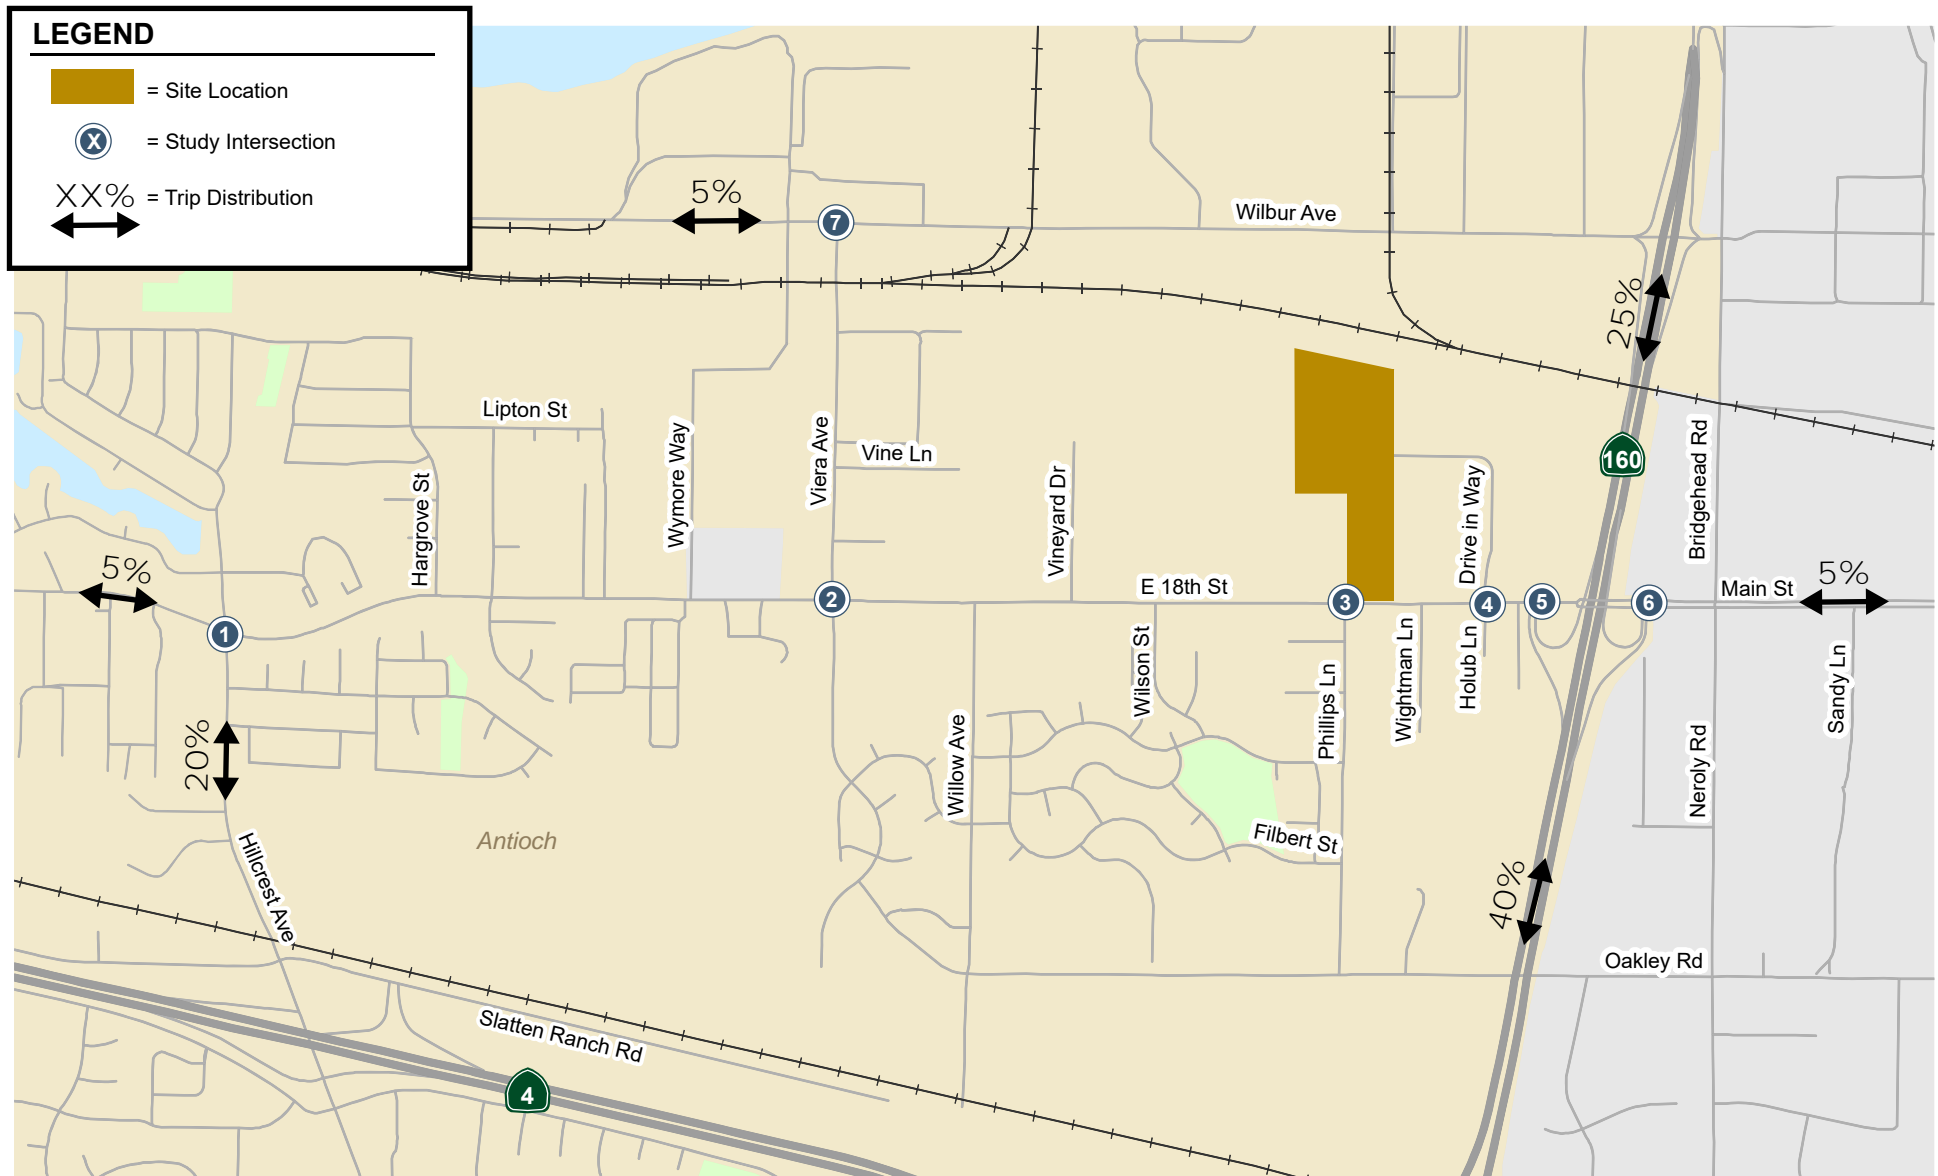 LEGEND
= Site Location
X
= Study Intersection
XX%
= Trip Distribution
5%
7
Wilbur Ave
25%
Lipton St
Wymore Way
Viera Ave
Vine Ln
Vineyard Dr
Hargrove St
Drive in Way
160
Bridgehead Rd
5%
1
2
E 18th St
3
4
5
6
Main St
5%
20%
Wilson St
Willow Ave
Phillips Ln
Wightman Ln
Holub Ln
Neroly Rd
Sandy Ln
Filbert St
Antioch
Hillcrest Ave
40%
Oakley Rd
Slatten Ranch Rd
4